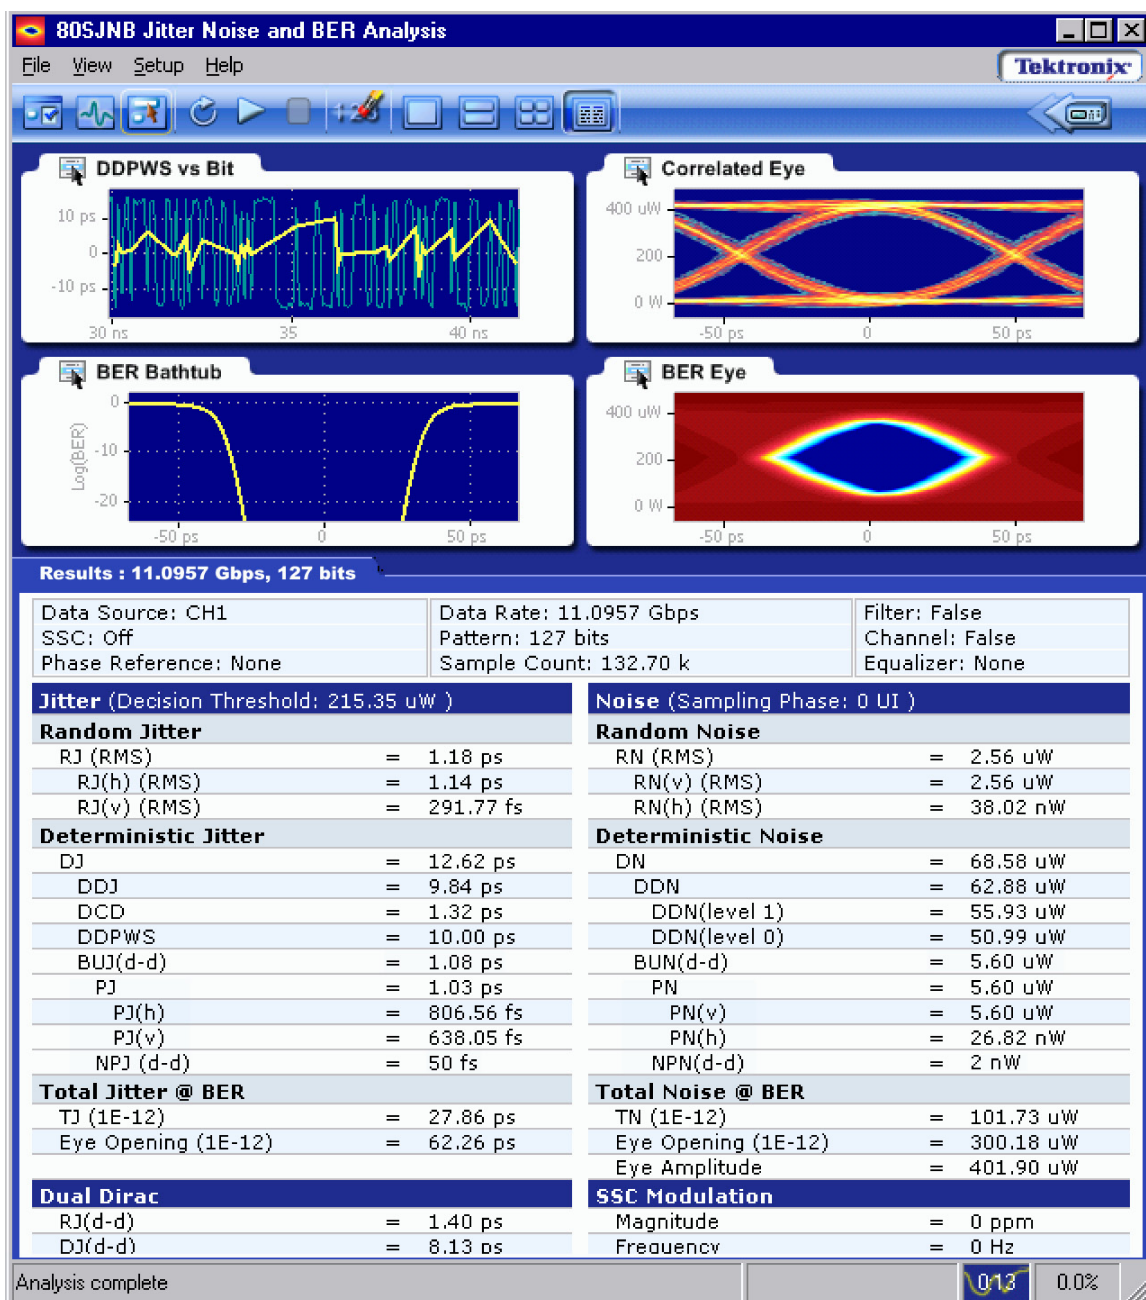 80SJNB Jitter Noise and BER Analysis
File View Setup Help
Tektronix
DDPWS vs Bit
10 ps
0
-10 ps
30 ns 35 40 ns
Correlated Eye
400 uW
200
0 W
-50 ps 0 50 ps
BER Bathtub
Log(BER)
0
-10
-20
-50 ps 0 50 ps
BER Eye
400 uW
200
0 W
-50 ps 0 50 ps
Results : 11.0957 Gbps, 127 bits
Data Source: CH1 Data Rate: 11.0957 Gbps Filter: False
SSC: Off Pattern: 127 bits Channel: False
Phase Reference: None Sample Count: 132.70 k Equalizer: None
Jitter (Decision Threshold: 215.35 uW )
Random Jitter
RJ (RMS) = 1.18 ps
RJ(h) (RMS) = 1.14 ps
RJ(v) (RMS) = 291.77 fs
Deterministic Jitter
DJ = 12.62 ps
DDJ = 9.84 ps
DCD = 1.32 ps
DDPWS = 10.00 ps
BUJ(d-d) = 1.08 ps
PJ = 1.03 ps
PJ(h) = 806.56 fs
PJ(v) = 638.05 fs
NPJ (d-d) = 50 fs
Total Jitter @ BER
TJ (1E-12) = 27.86 ps
Eye Opening (1E-12) = 62.26 ps
Dual Dirac
RJ(d-d) = 1.40 ps
DJ(d-d) = 8.13 ps
Noise (Sampling Phase: 0 UI )
Random Noise
RN (RMS) = 2.56 uW
RN(v) (RMS) = 2.56 uW
RN(h) (RMS) = 38.02 nW
Deterministic Noise
DN = 68.58 uW
DDN = 62.88 uW
DDN(level 1) = 55.93 uW
DDN(level 0) = 50.99 uW
BUN(d-d) = 5.60 uW
PN = 5.60 uW
PN(v) = 5.60 uW
PN(h) = 26.82 nW
NPN(d-d) = 2 nW
Total Noise @ BER
TN (1E-12) = 101.73 uW
Eye Opening (1E-12) = 300.18 uW
Eye Amplitude = 401.90 uW
SSC Modulation
Magnitude = 0 ppm
Frequency = 0 Hz
Analysis complete 0.0%